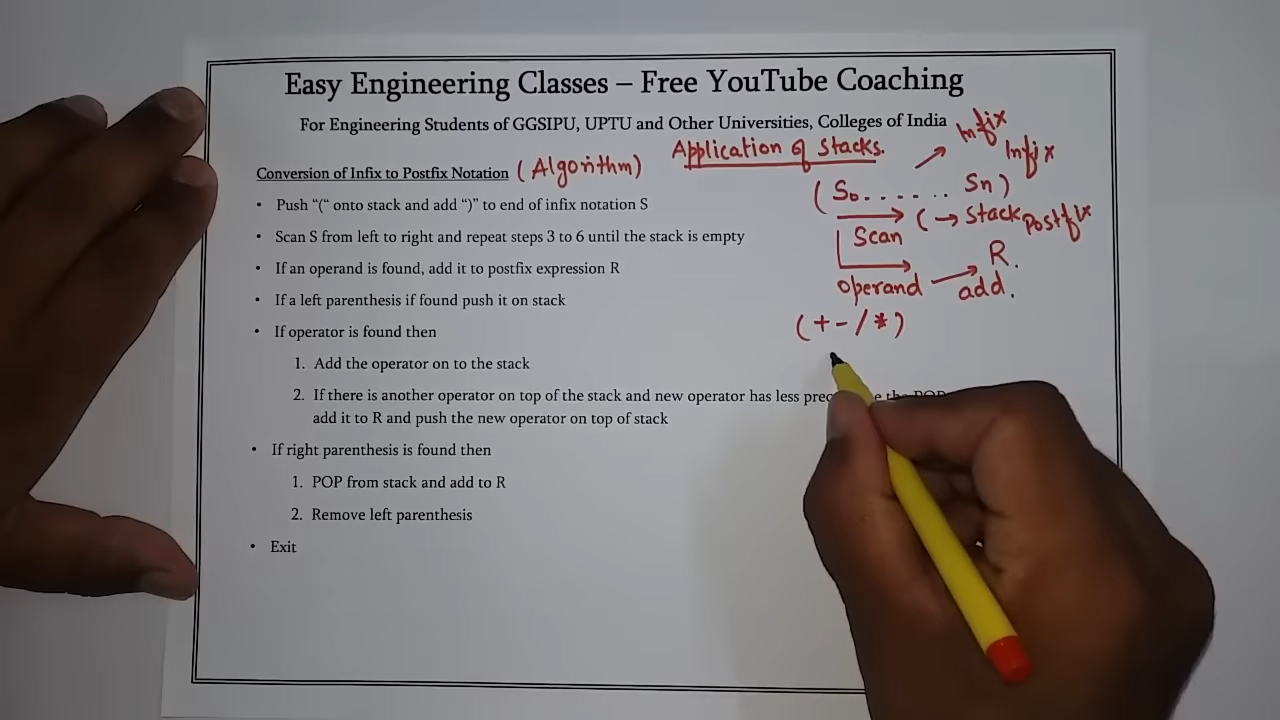 Easy Engineering Classes – Free YouTube Coaching
For Engineering Students of GGSIPU, UPTU and Other Universities, Colleges of India
Conversion of Infix to Postfix Notation (Algorithm)
Application of Stacks.
Infix
Infix
(S0....... Sn)
( → Stack
Postfix
Scan
R.
operand → add.
(+-/*)
• Push “(“ onto stack and add “)” to end of infix notation S
• Scan S from left to right and repeat steps 3 to 6 until the stack is empty
• If an operand is found, add it to postfix expression R
• If a left parenthesis if found push it on stack
• If operator is found then
1. Add the operator on to the stack
2. If there is another operator on top of the stack and new operator has less
add it to R and push the new operator on top of stack
• If right parenthesis is found then
1. POP from stack and add to R
2. Remove left parenthesis
• Exit